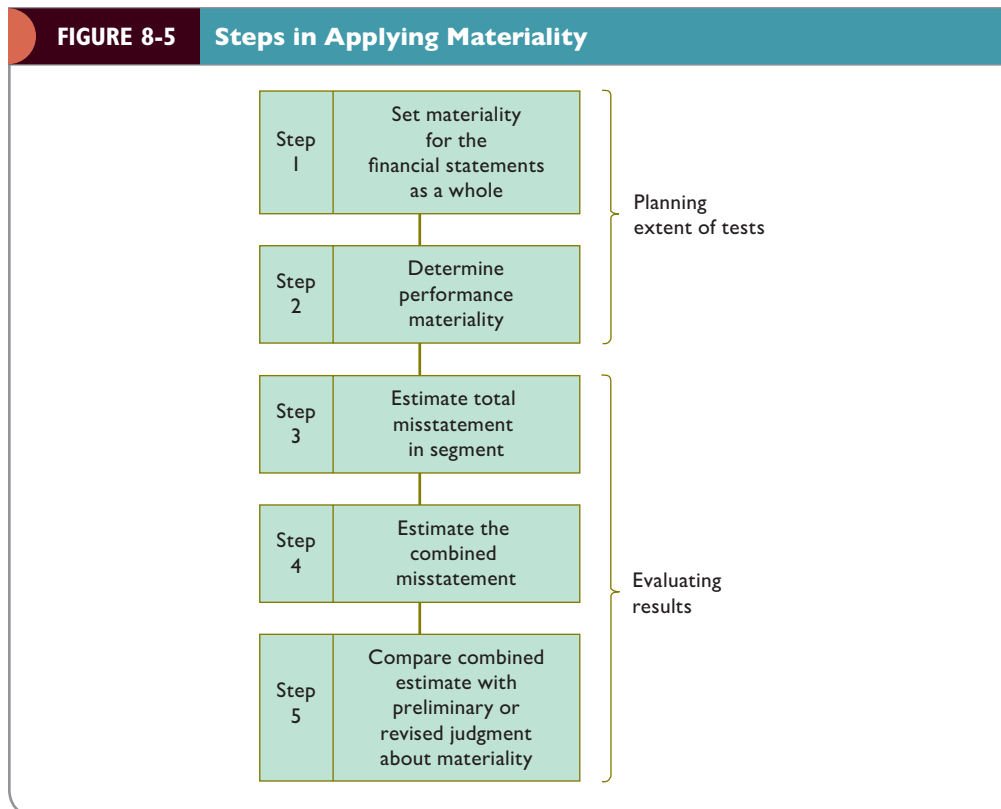 FIGURE 8-5 Steps in Applying Materiality
Step
1
Set materiality
for the
financial statements
as a whole
Planning
extent of tests
Step
2
Determine
performance
materiality
Step
3
Estimate total
misstatement
in segment
Step
4
Estimate the
combined
misstatement
Evaluating
results
Step
5
Compare combined
estimate with
preliminary or
revised judgment
about materiality